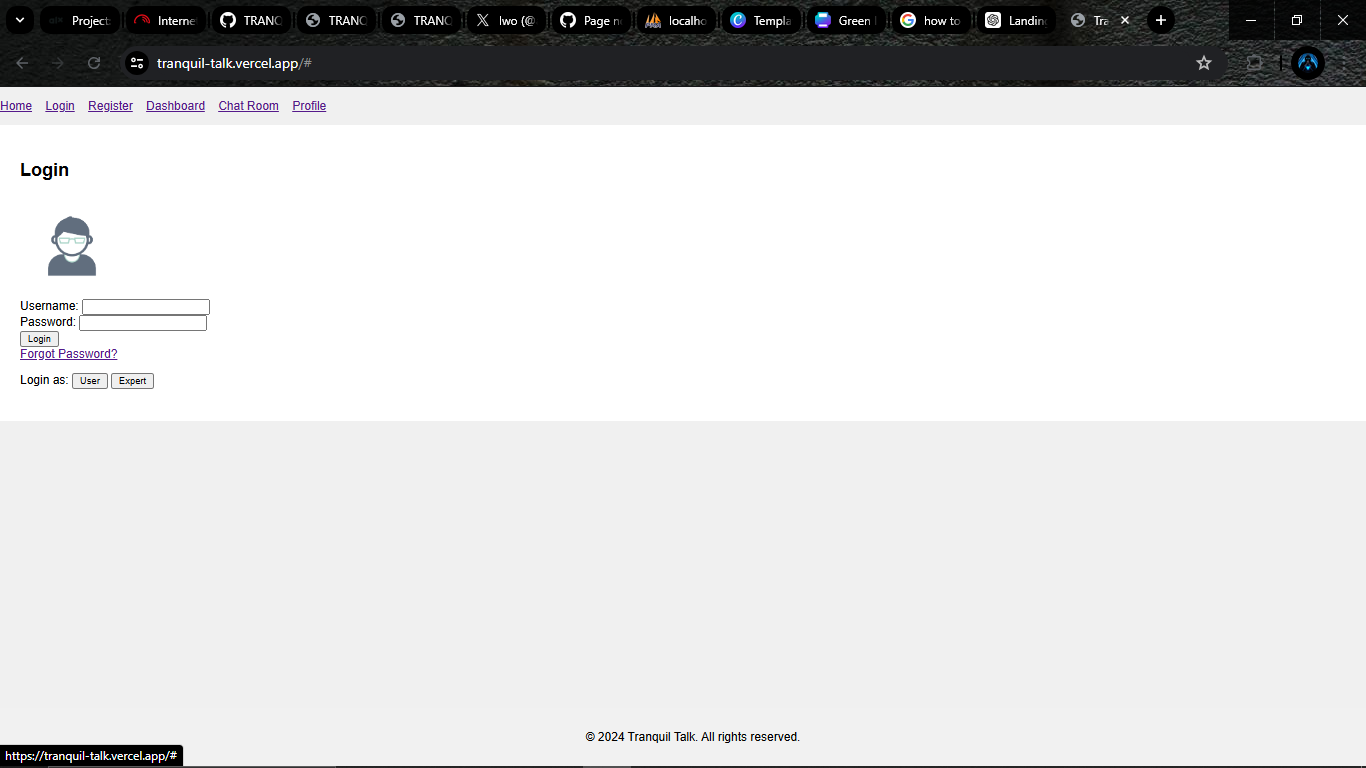 Projects
Interne
TRANQ
TRANQ
TRANQ
lwo (@
Page n
localho
Templa
Green
how to
Landin
Tra
tranquil-talk.vercel.app/#
Home Login Register Dashboard Chat Room Profile
Login
Username:
Password:
Login
Forgot Password?
Login as: User Expert
© 2024 Tranquil Talk. All rights reserved.
https://tranquil-talk.vercel.app/#